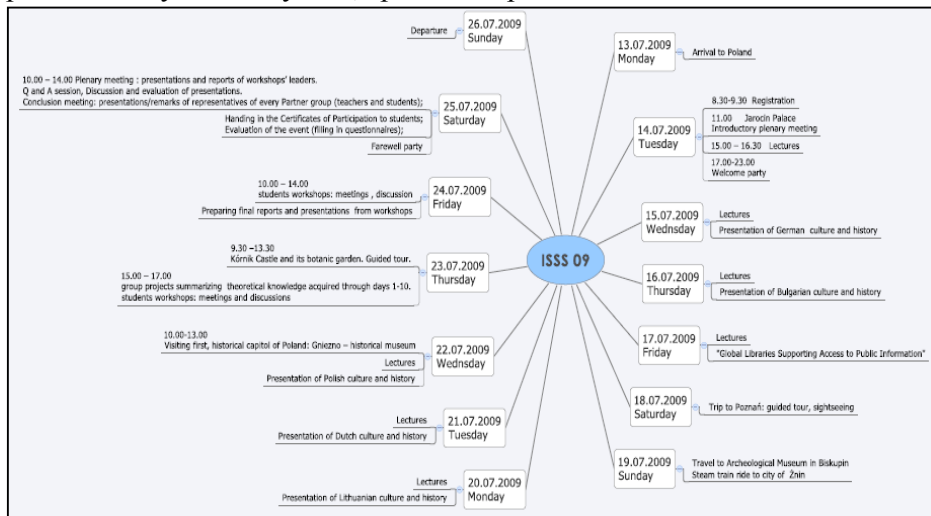 ISSS 09
13.07.2009
Monday
Arrival to Poland
14.07.2009
Tuesday
8.30-9.30 Registration
11.00 Jarocin Palace
Introductory plenary meeting
15.00 – 16.30 Lectures
17.00-23.00
Welcome party
15.07.2009
Wednsday
Lectures
Presentation of German culture and history
16.07.2009
Thursday
Lectures
Presentation of Bulgarian culture and history
17.07.2009
Friday
Lectures
"Global Libraries Supporting Access to Public Information"
18.07.2009
Saturday
Trip to Poznań: guided tour, sightseeing
19.07.2009
Sunday
Travel to Archeological Museum in Biskupin
Steam train ride to city of Żnin
20.07.2009
Monday
Lectures
Presentation of Lithuanian culture and history
21.07.2009
Tuesday
Lectures
Presentation of Dutch culture and history
22.07.2009
Wednsday
10.00-13.00
Visiting first, historical capitol of Poland: Gniezno – historical museum
Lectures
Presentation of Polish culture and history
23.07.2009
Thursday
9.30 –13.30
Kórnik Castle and its botanic garden. Guided tour.
15.00 – 17.00
group projects summarizing theoretical knowledge acquired through days 1-10.
students workshops: meetings and discussions
24.07.2009
Friday
10.00 – 14.00
students workshops: meetings , discussion
Preparing final reports and presentations from workshops
25.07.2009
Saturday
10.00 – 14.00 Plenary meeting : presentations and reports of workshops' leaders.
Q and A session, Discussion and evaluation of presentations.
Conclusion meeting: presentations/remarks of representatives of every Partner group (teachers and students);
Handing in the Certificates of Participation to students;
Evaluation of the event (filling in questionnaires);
Farewell party
26.07.2009
Sunday
Departure